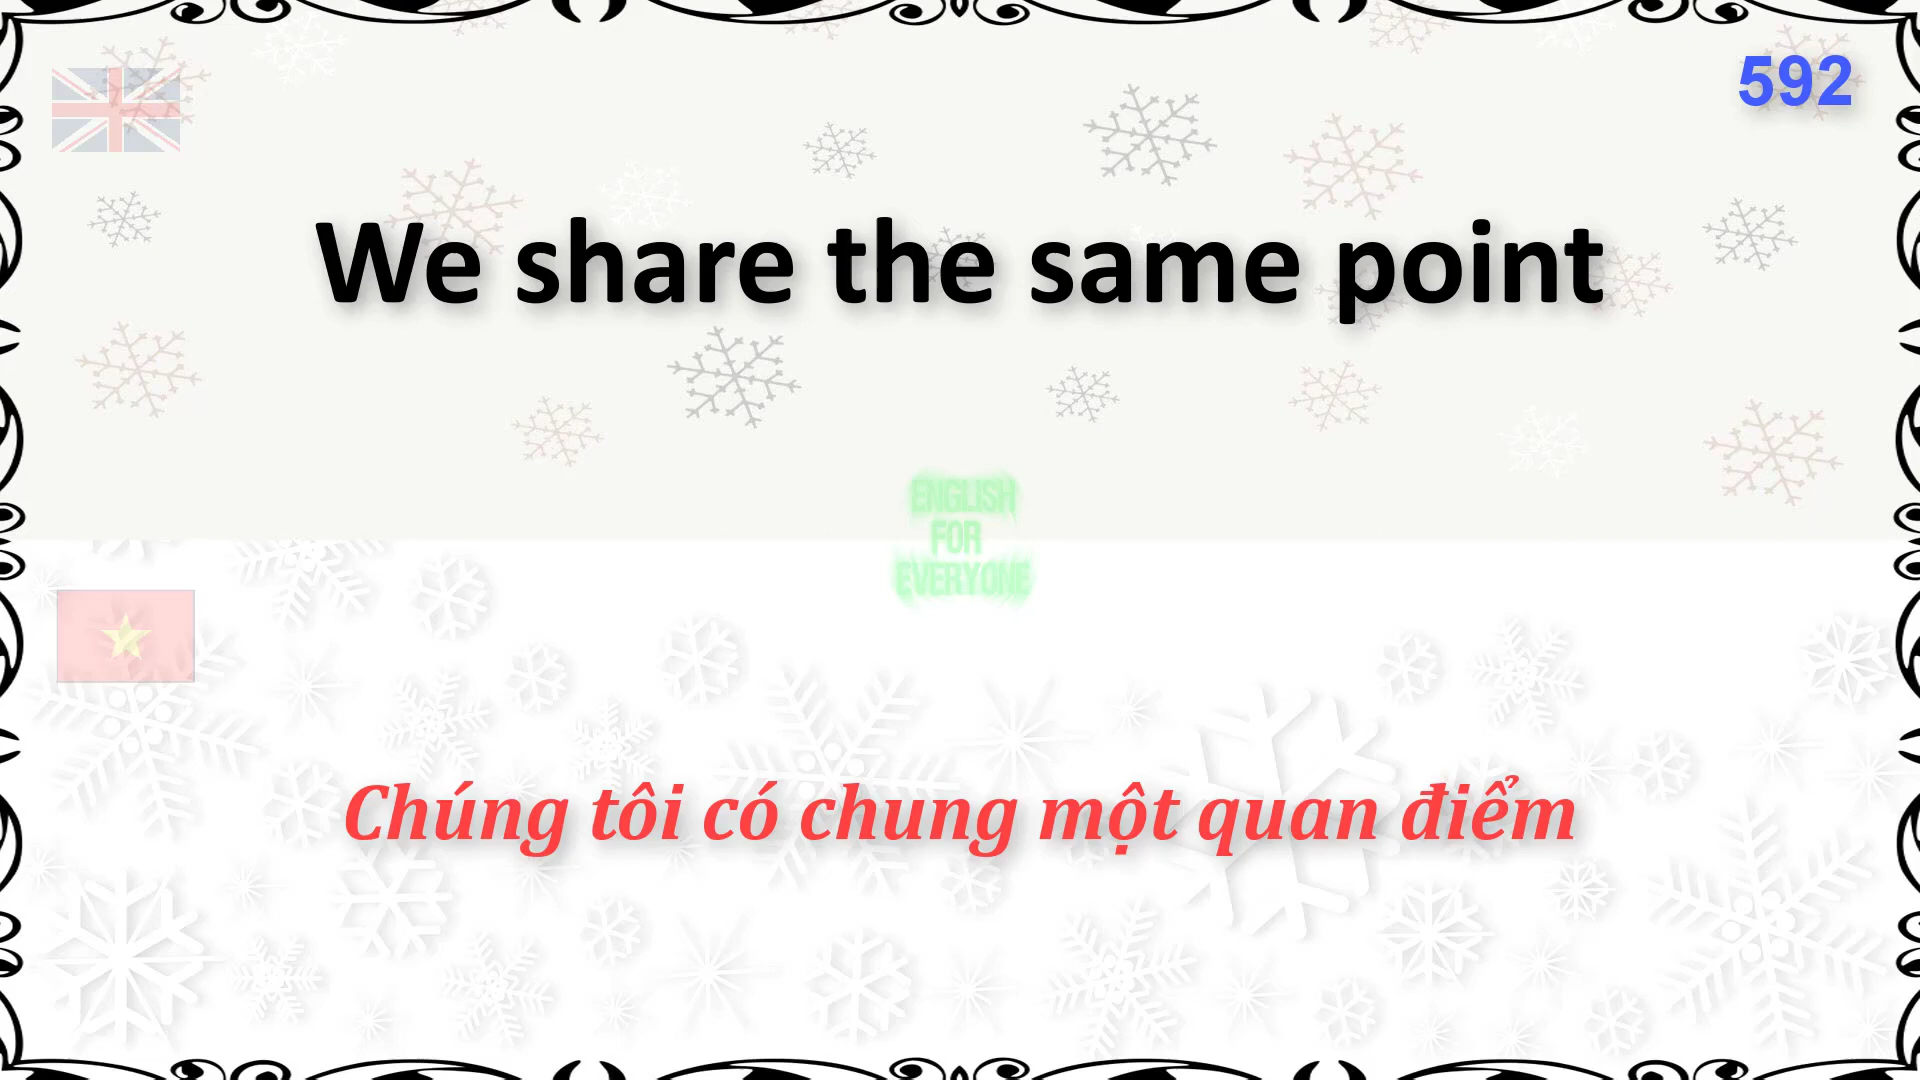 592
We share the same point
ENGLISH
FOR
EVERYONE
Chúng tôi có chung một quan điểm